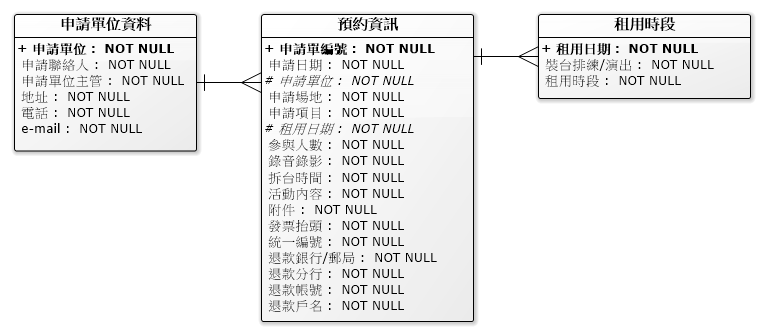 申請單位資料
+ 申請單位： NOT NULL
申請聯絡人： NOT NULL
申請單位主管： NOT NULL
地址： NOT NULL
電話： NOT NULL
e-mail： NOT NULL
預約資訊
+ 申請單編號： NOT NULL
申請日期： NOT NULL
# 申請單位： NOT NULL
申請場地： NOT NULL
申請項目： NOT NULL
# 租用日期： NOT NULL
參與人數： NOT NULL
錄音錄影： NOT NULL
拆台時間： NOT NULL
活動內容： NOT NULL
附件： NOT NULL
發票抬頭： NOT NULL
統一編號： NOT NULL
退款銀行/郵局： NOT NULL
退款分行： NOT NULL
退款帳號： NOT NULL
退款戶名： NOT NULL
租用時段
+ 租用日期： NOT NULL
裝台排練/演出： NOT NULL
租用時段： NOT NULL